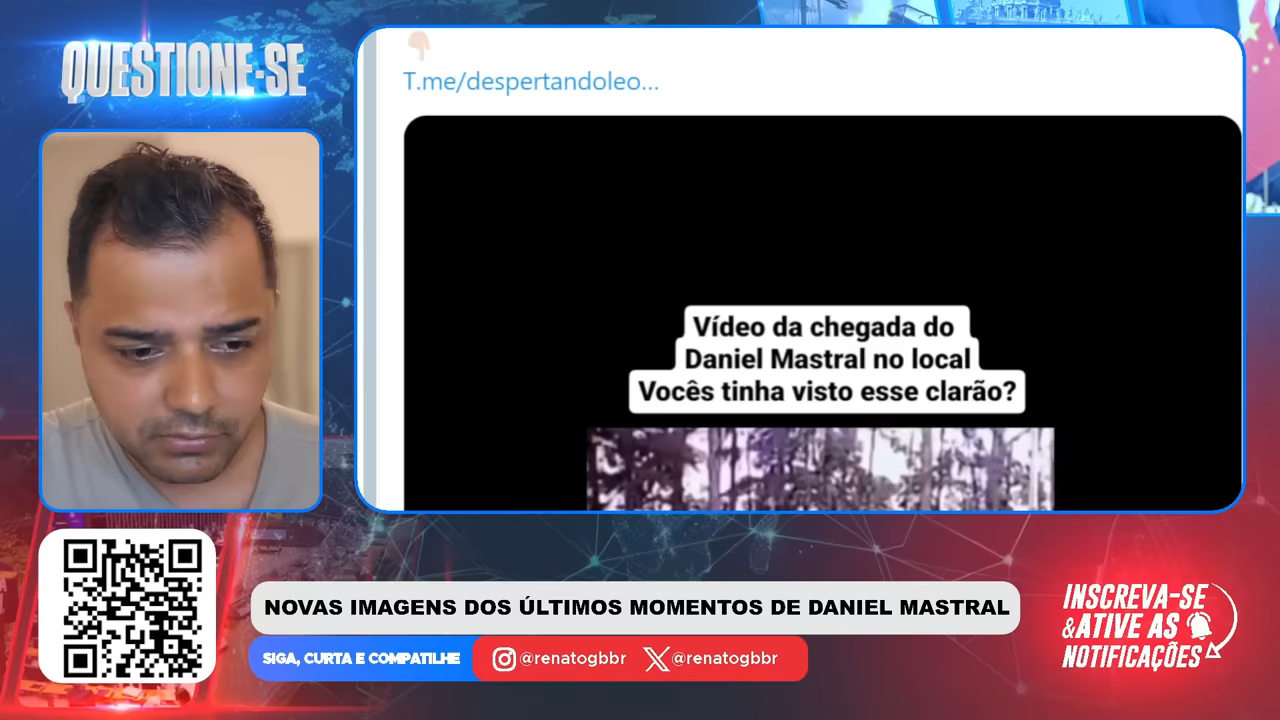 QUESTIONE-SE
T.me/despertandoleo...
Vídeo da chegada do
Daniel Mastral no local
Vocês tinha visto esse clarão?
NOVAS IMAGENS DOS ÚLTIMOS MOMENTOS DE DANIEL MASTRAL
SIGA, CURTA E COMPATILHE
@renatogbbr
@renatogbbr
INSCREVA-SE
&ATIVE AS
NOTIFICAÇÕES